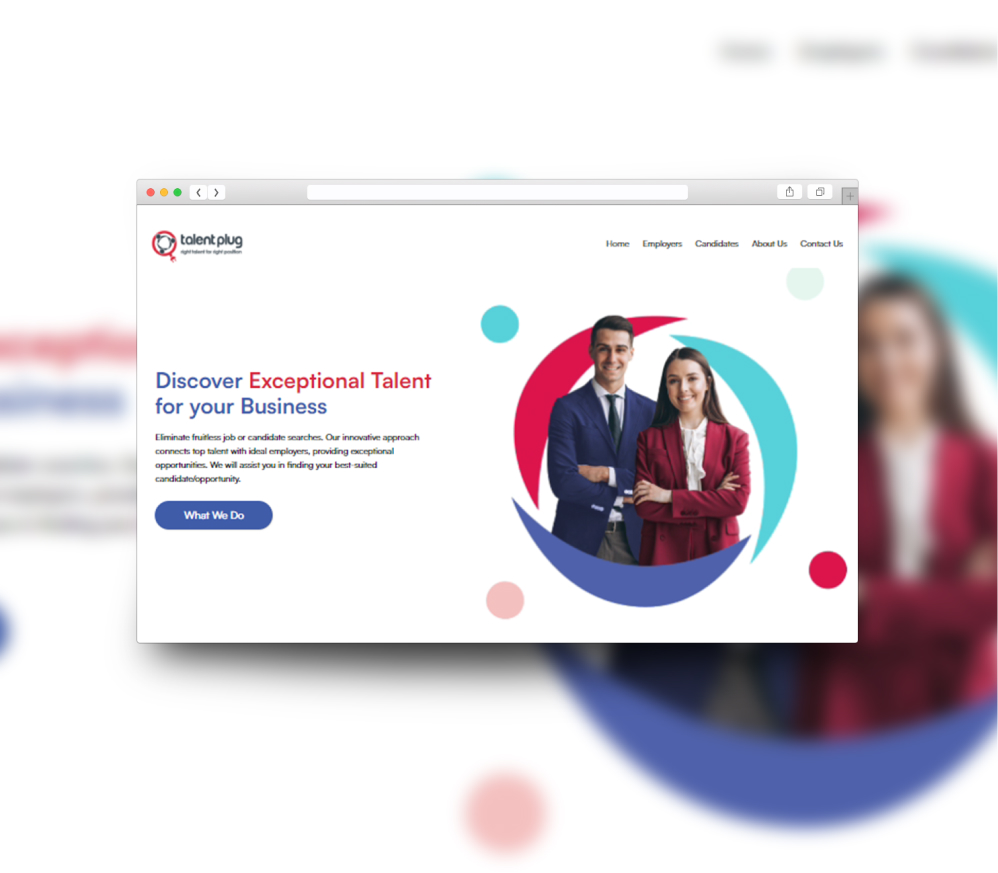 talent plug
right talent for right position
Home Employers Candidates About Us Contact Us
Discover Exceptional Talent
for your Business
Eliminate fruitless job or candidate searches. Our innovative approach
connects top talent with ideal employers, providing exceptional
opportunities. We will assist you in finding your best-suited
candidate/opportunity.
What We Do